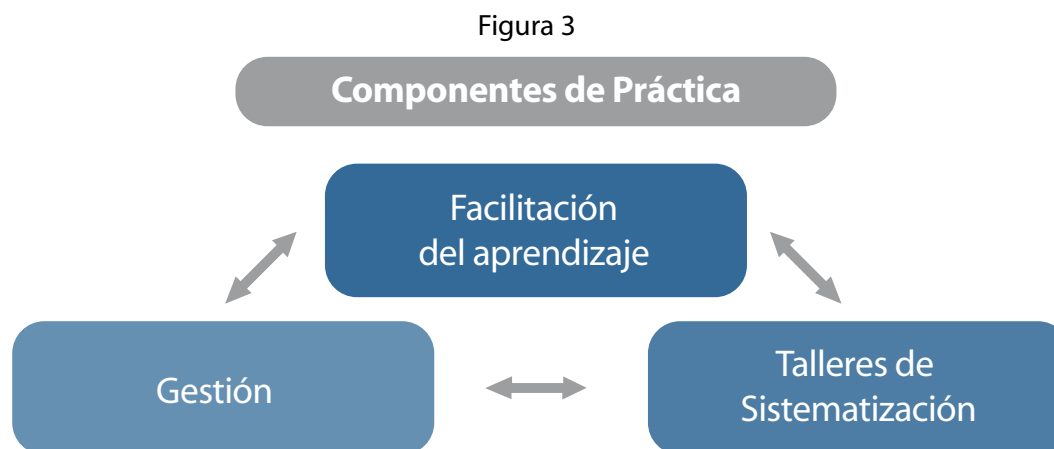 Figura 3
Componentes de Práctica
Facilitación
del aprendizaje
Gestión
Talleres de
Sistematización